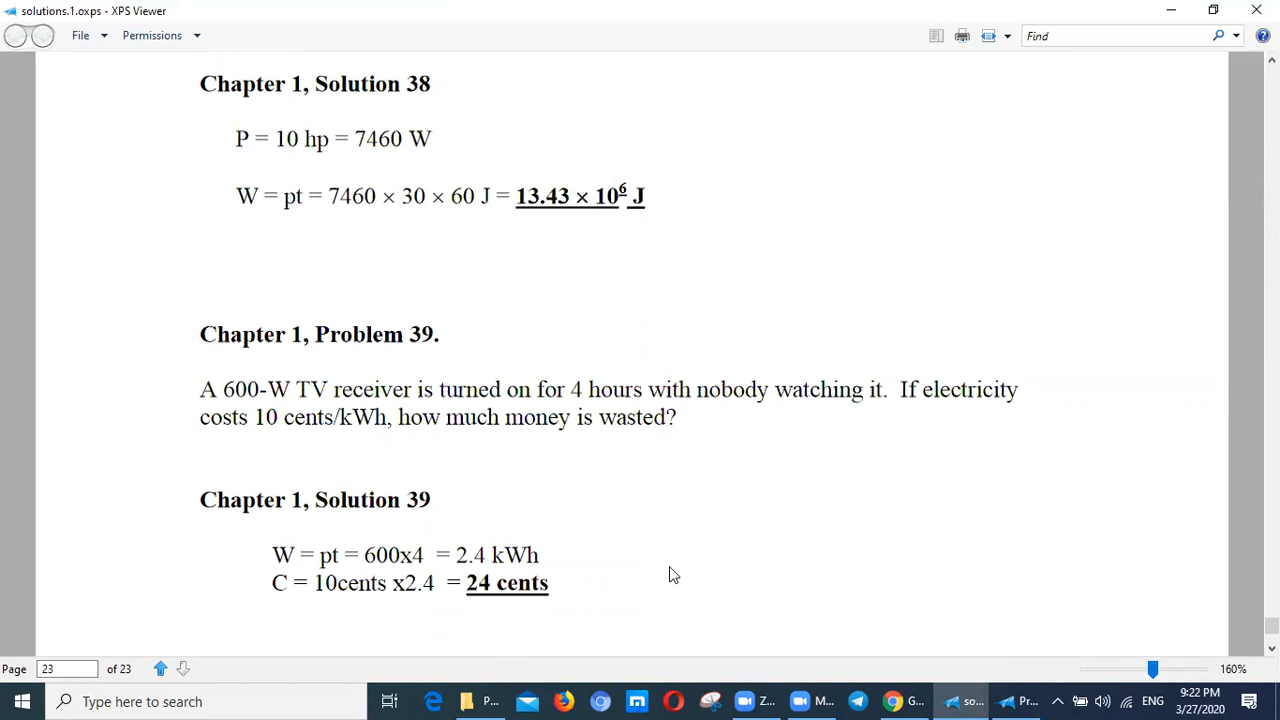 solutions.1.oxps - XPS Viewer
File Permissions Find
Chapter 1, Solution 38
P = 10 hp = 7460 W
W = pt = 7460 × 30 × 60 J = 13.43 × 10⁶ J
Chapter 1, Problem 39.
A 600-W TV receiver is turned on for 4 hours with nobody watching it. If electricity
costs 10 cents/kWh, how much money is wasted?
Chapter 1, Solution 39
W = pt = 600x4 = 2.4 kWh
C = 10cents x2.4 = 24 cents
Page 23 of 23 160%
Type here to search P... Z... M... G... so... Pr... ENG 9:22 PM
3/27/2020